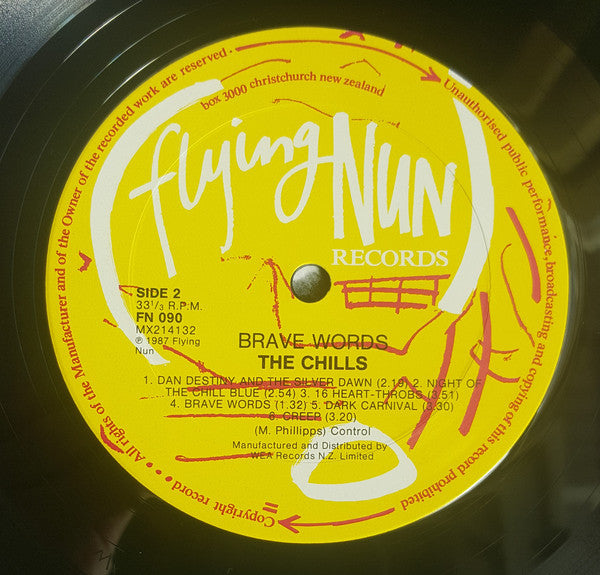 All rights of the Manufacturer and of the Owner of the recorded work are reserved.
Unauthorised public performance, broadcasting and copying of this record prohibited
Copyright record...
box 3000 christchurch new zealand
flying NUN
RECORDS
SIDE 2
33 1/3 R.P.M.
FN 090
MX214132
℗ 1987 Flying
Nun
BRAVE WORDS
THE CHILLS
1. DAN DESTINY AND THE SILVER DAWN (2.19) 2. NIGHT OF
THE CHILL BLUE (2.54) 3. 16 HEART-THROBS (3.51)
4. BRAVE WORDS (1.32) 5. DARK CARNIVAL (3.30)
6. CREEP (3.20)
(M. Phillipps) Control
Manufactured and Distributed by
WEA Records N.Z. Limited